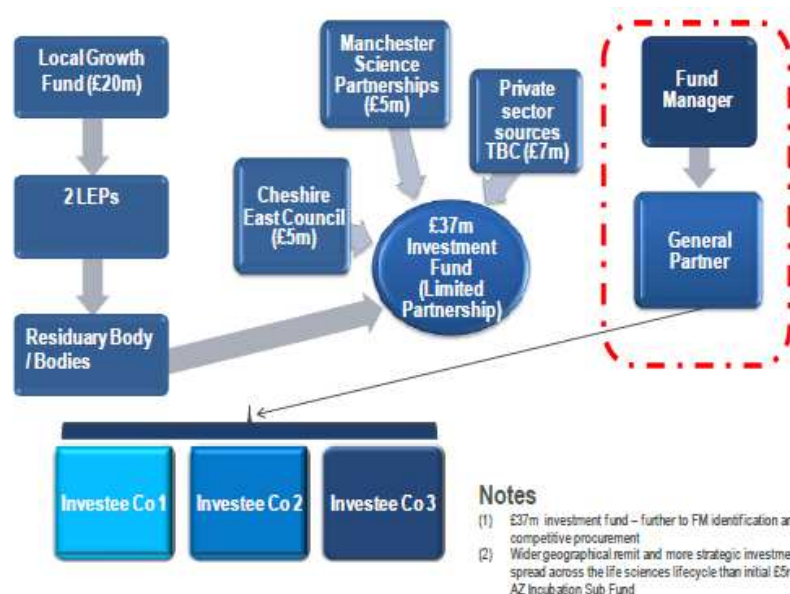 Local Growth
Fund (£20m)
2 LEPs
Residuary Body
/ Bodies
Manchester
Science
Partnerships
(£5m)
Private
sector
sources
TBC (£7m)
Cheshire
East Council
(£5m)
£37m
Investment
Fund
(Limited
Partnership)
Fund
Manager
General
Partner
Investee Co 1
Investee Co 2
Investee Co 3
Notes
(1) £37m investment fund – further to FM identification
competitive procurement
(2) Wider geographical remit and more strategic
spread across the life sciences lifecycle than initial
AZ Incubation Sub Fund